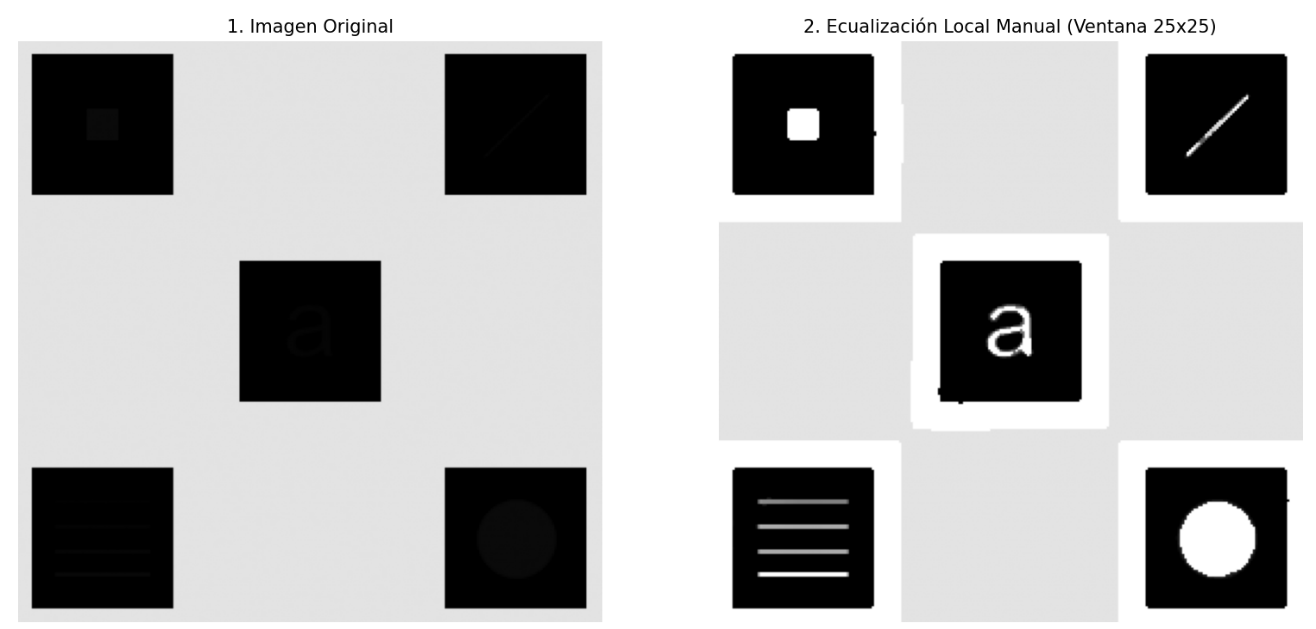 1. Imagen Original
2. Ecualización Local Manual (Ventana 25x25)
a
a